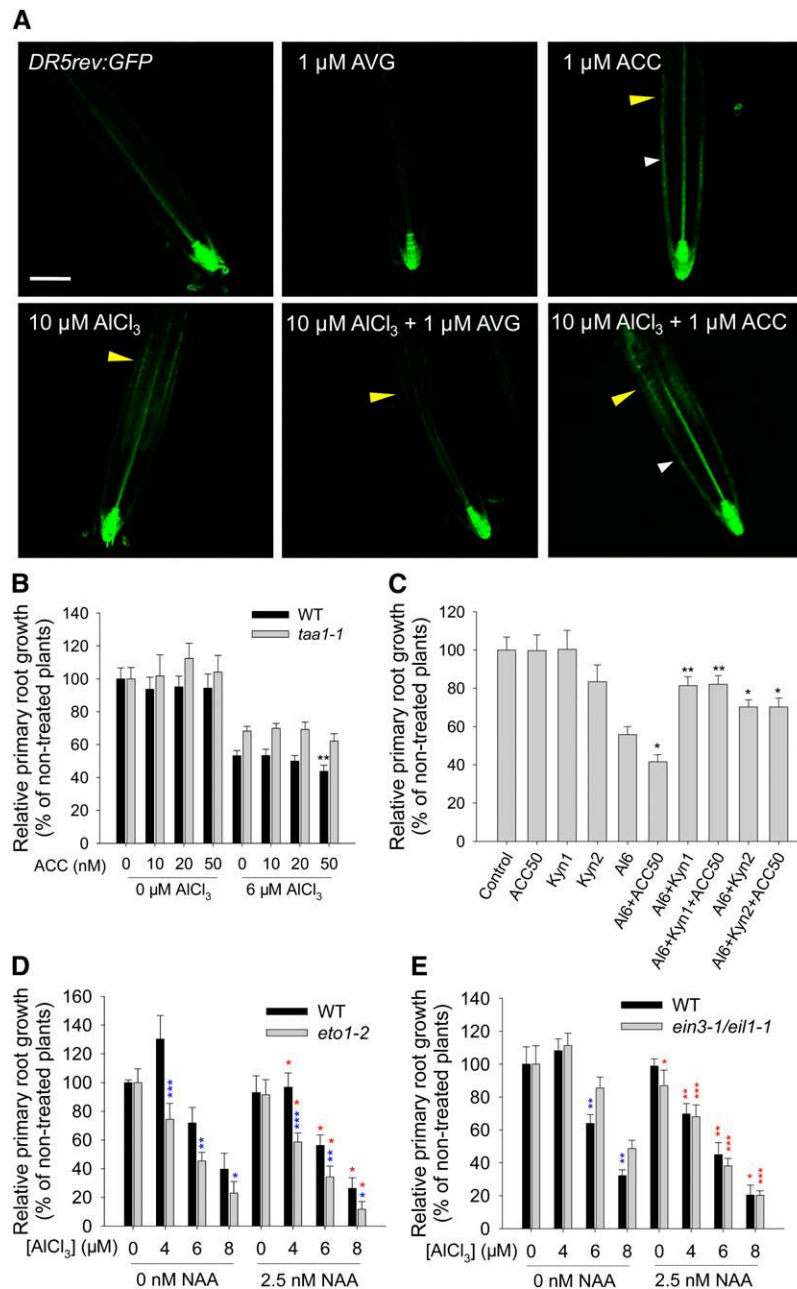 A
DR5rev:GFP
1 µM AVG
1 µM ACC
10 µM AlCl₃
10 µM AlCl₃ + 1 µM AVG
10 µM AlCl₃ + 1 µM ACC
B
Relative primary root growth
(% of non-treated plants)
140
120
100
80
60
40
20
0
WT
taa1-1
**
ACC (nM)
0 10 20 50 0 10 20 50
0 µM AlCl₃
6 µM AlCl₃
C
Relative primary root growth
(% of non-treated plants)
120
100
80
60
40
20
0
* ** ** * *
Control
ACC50
Kyn1
Kyn2
Al6
Al6+ACC50
Al6+Kyn1
Al6+Kyn1+ACC50
Al6+Kyn2
Al6+Kyn2+ACC50
D
Relative primary root growth
(% of non-treated plants)
160
140
120
100
80
60
40
20
0
WT
eto1-2
*** ** * * * *** * * ** * * *
[AlCl₃] (µM)
0 4 6 8 0 4 6 8
0 nM NAA
2.5 nM NAA
E
Relative primary root growth
(% of non-treated plants)
140
120
100
80
60
40
20
0
WT
ein3-1/eil1-1
** ** * ** *** ** *** * ***
[AlCl₃] (µM)
0 4 6 8 0 4 6 8
0 nM NAA
2.5 nM NAA